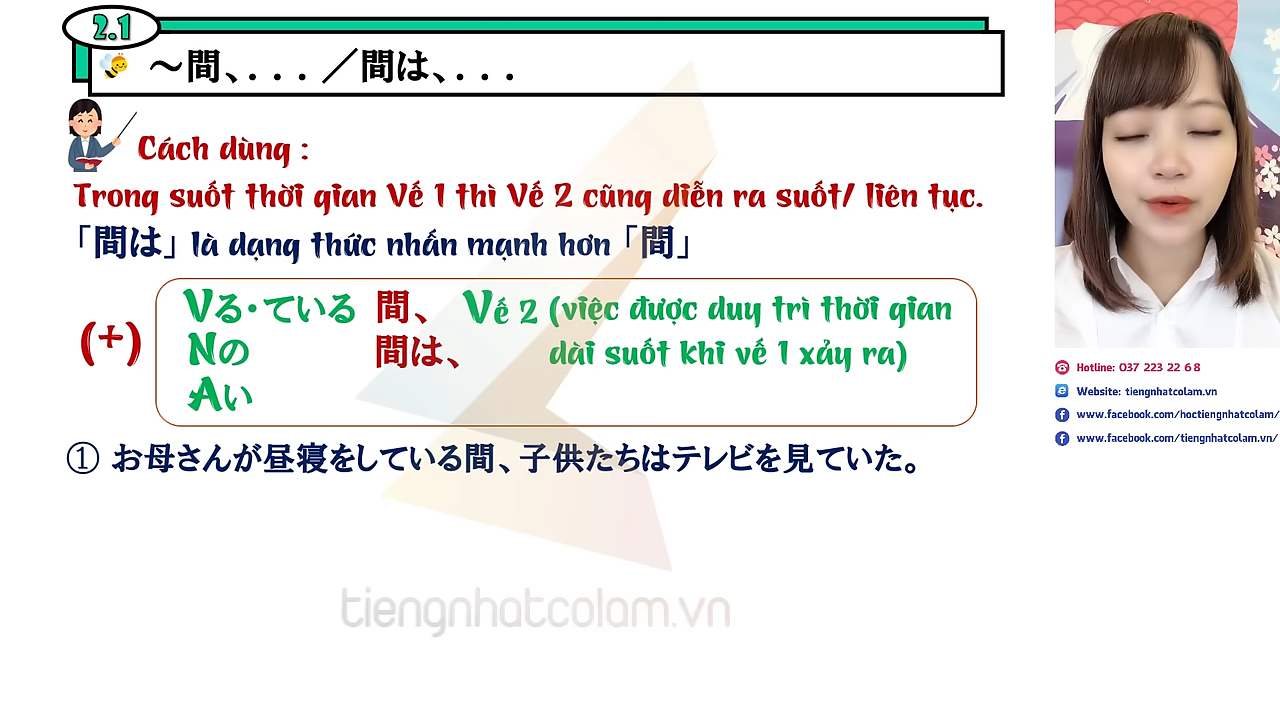 2.1
～間、. . . ／間は、. . .
Cách dùng :
Trong suốt thời gian Vế 1 thì Vế 2 cũng diễn ra suốt/ liên tục.
「間は」 là dạng thức nhấn mạnh hơn 「間」
(+)
Vる・ている 間、 Vế 2 (việc được duy trì thời gian
Nの 間は、 dài suốt khi vế 1 xảy ra)
Aい
① お母さんが昼寝をしている間、子供たちはテレビを見ていた。
tiengnhatcolam.vn
Hotline: 037 223 22 68
Website: tiengnhatcolam.vn
www.facebook.com/hoctiengnhatcolam/
www.facebook.com/tiengnhatcolam.vn/